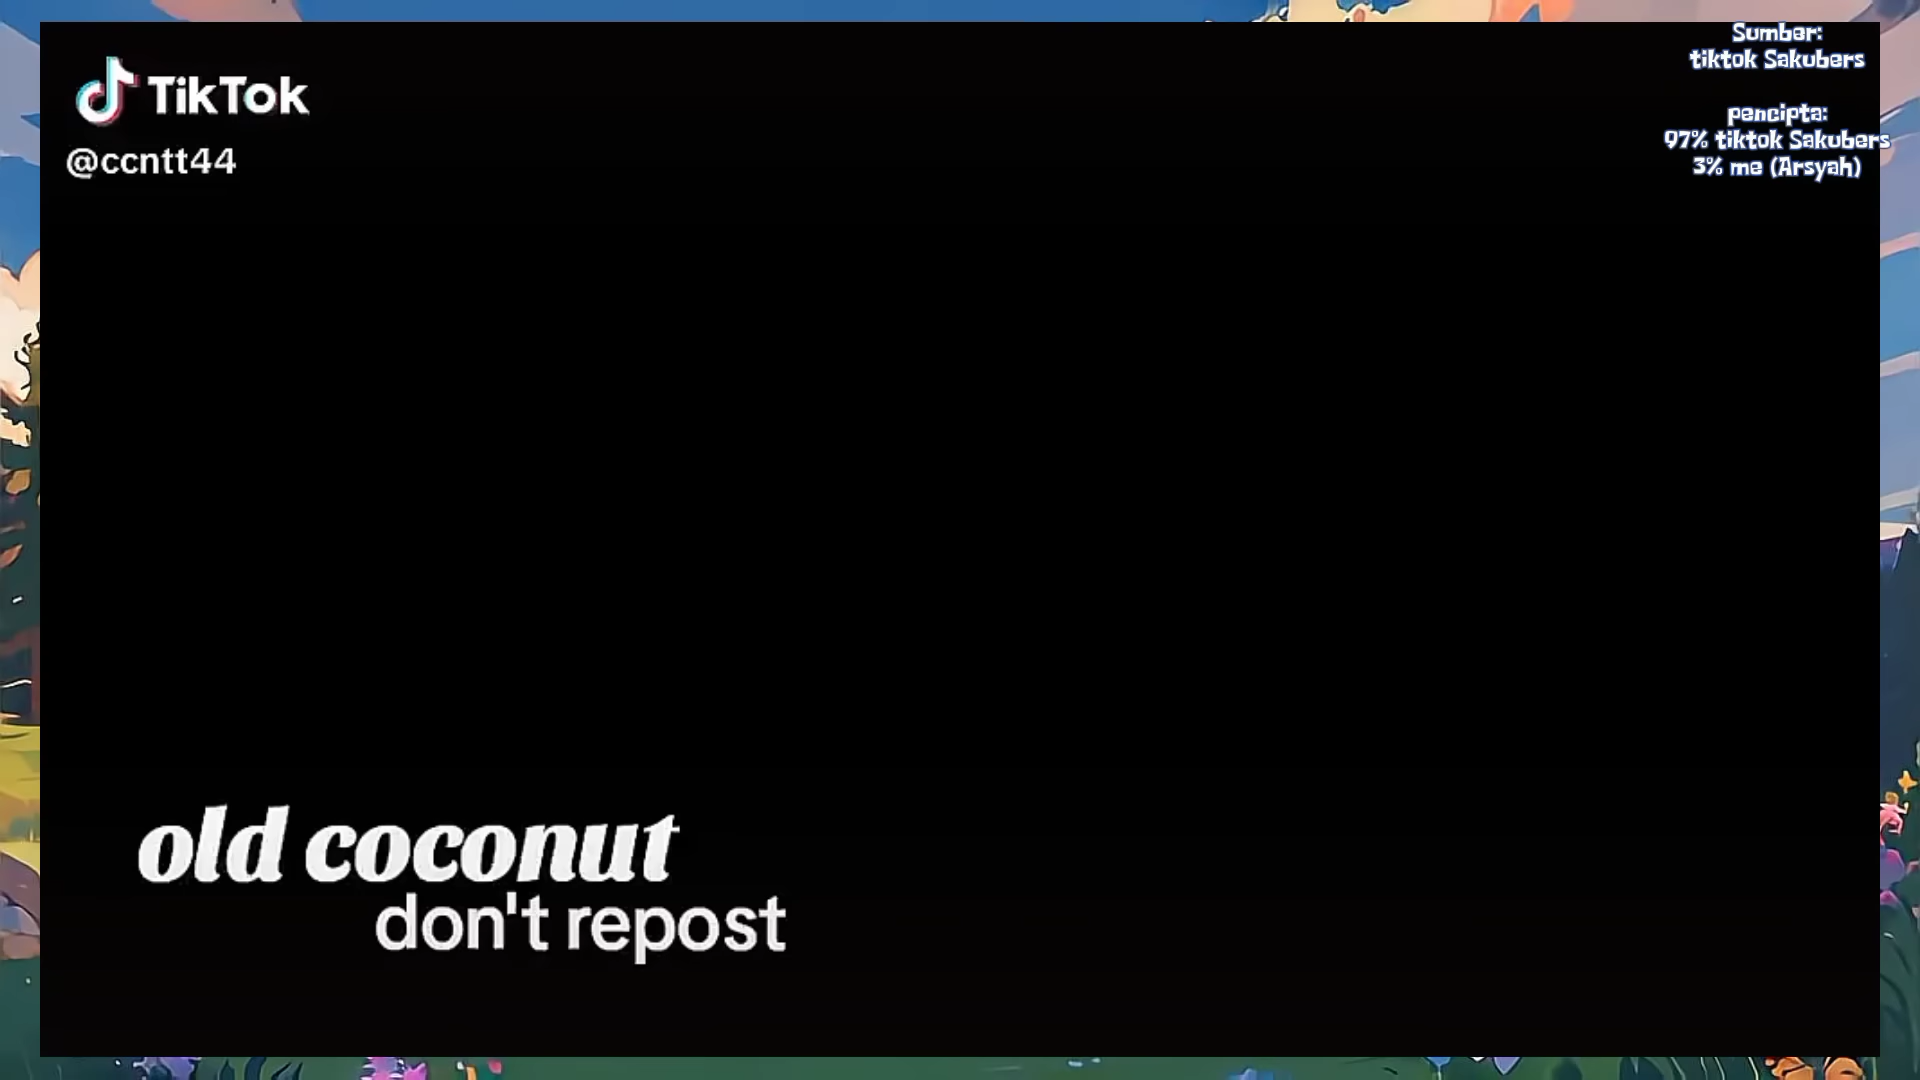 TikTok
@ccntt44
Sumber:
tiktok Sakubers
pencipta:
97% tiktok Sakubers
3% me (Arsyah)
old coconut
don't repost